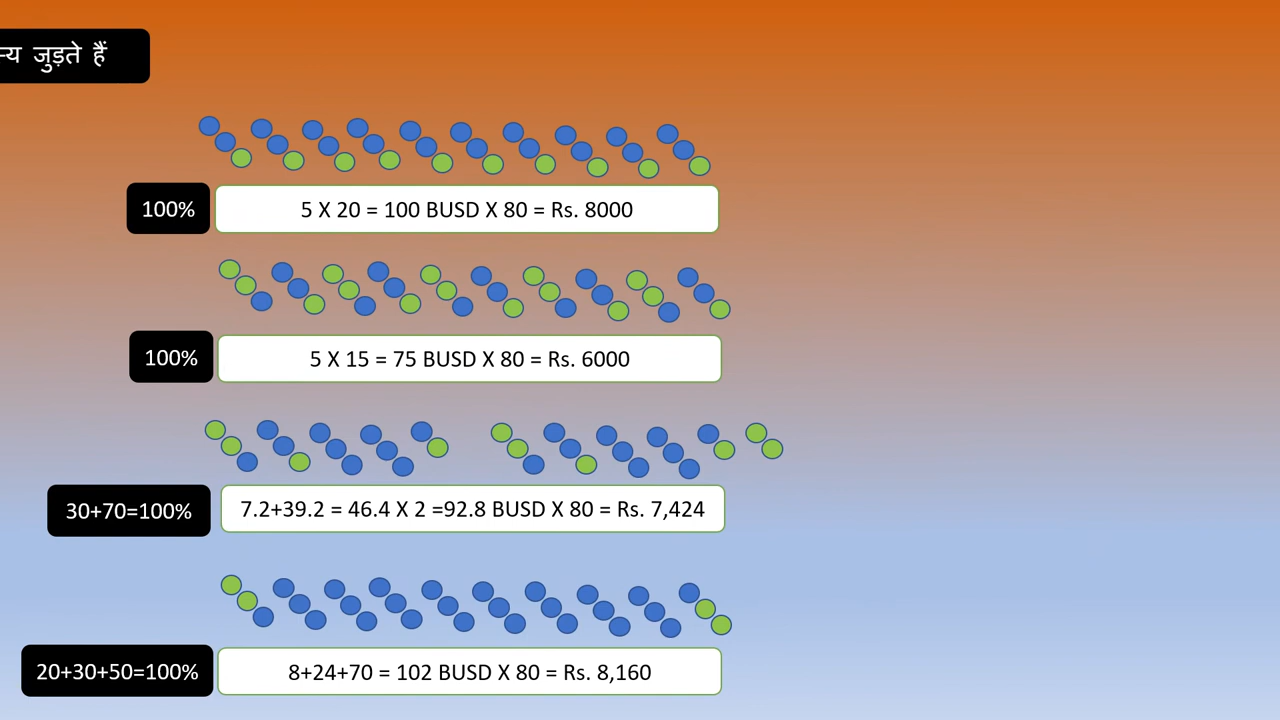 जुड़ते हैं
100%
5 X 20 = 100 BUSD X 80 = Rs. 8000
100%
5 X 15 = 75 BUSD X 80 = Rs. 6000
30+70=100%
7.2+39.2 = 46.4 X 2 =92.8 BUSD X 80 = Rs. 7,424
20+30+50=100%
8+24+70 = 102 BUSD X 80 = Rs. 8,160